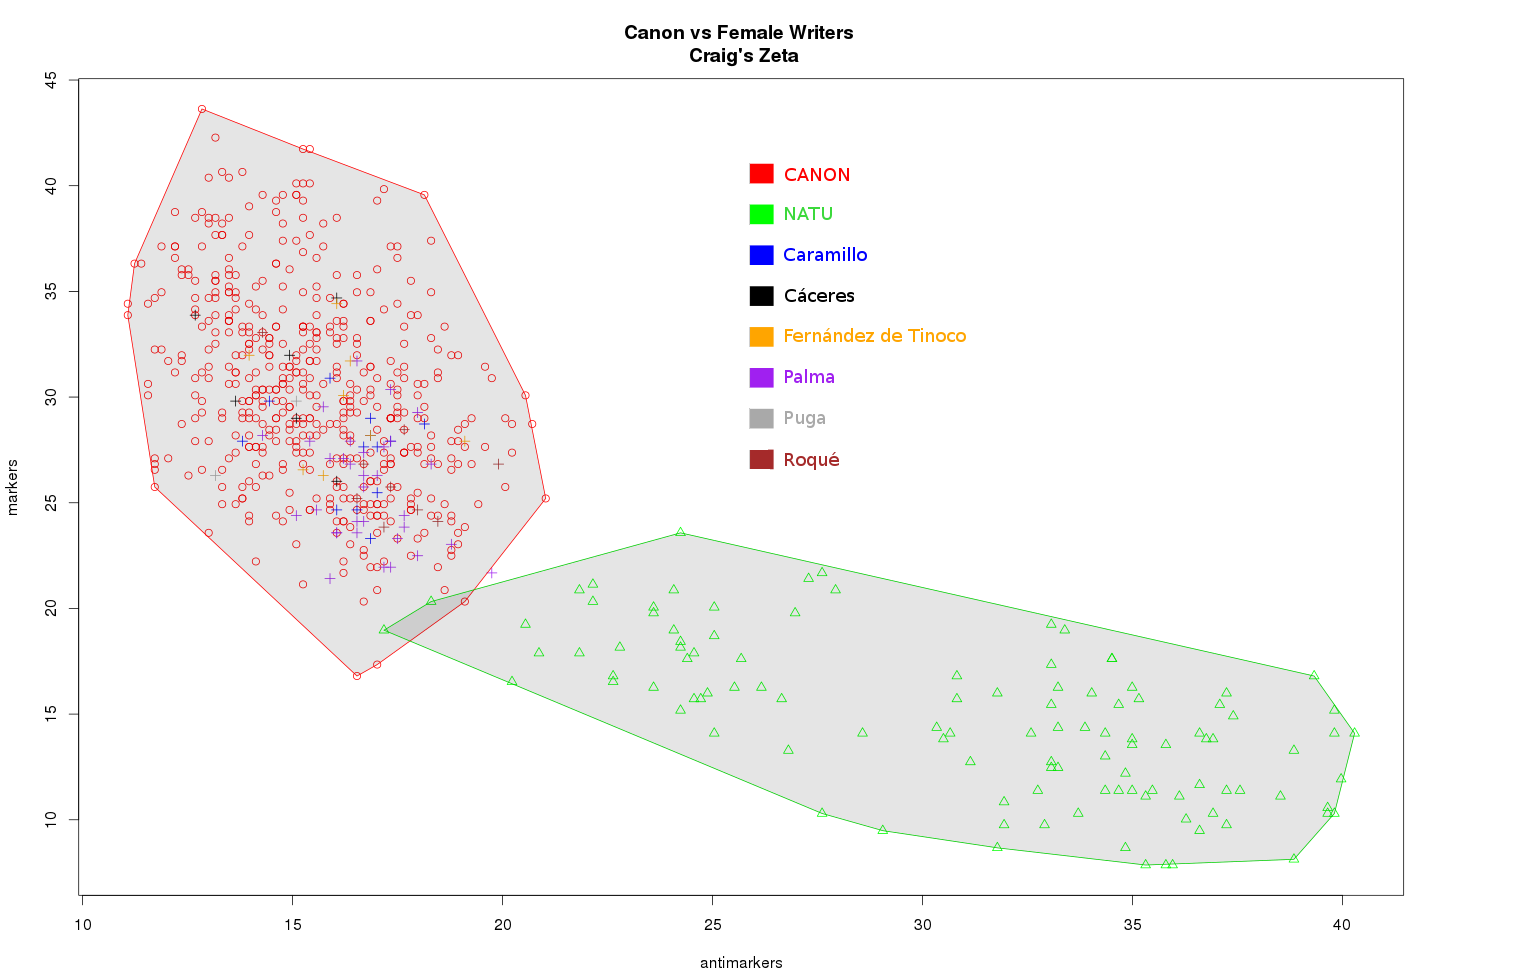 Canon vs Female Writers
Craig's Zeta
45
40
35
30
25
20
15
10
markers
CANON
NATU
Caramillo
Cáceres
Fernández de Tinoco
Palma
Puga
Roqué
10 15 20 25 30 35 40
antimarkers